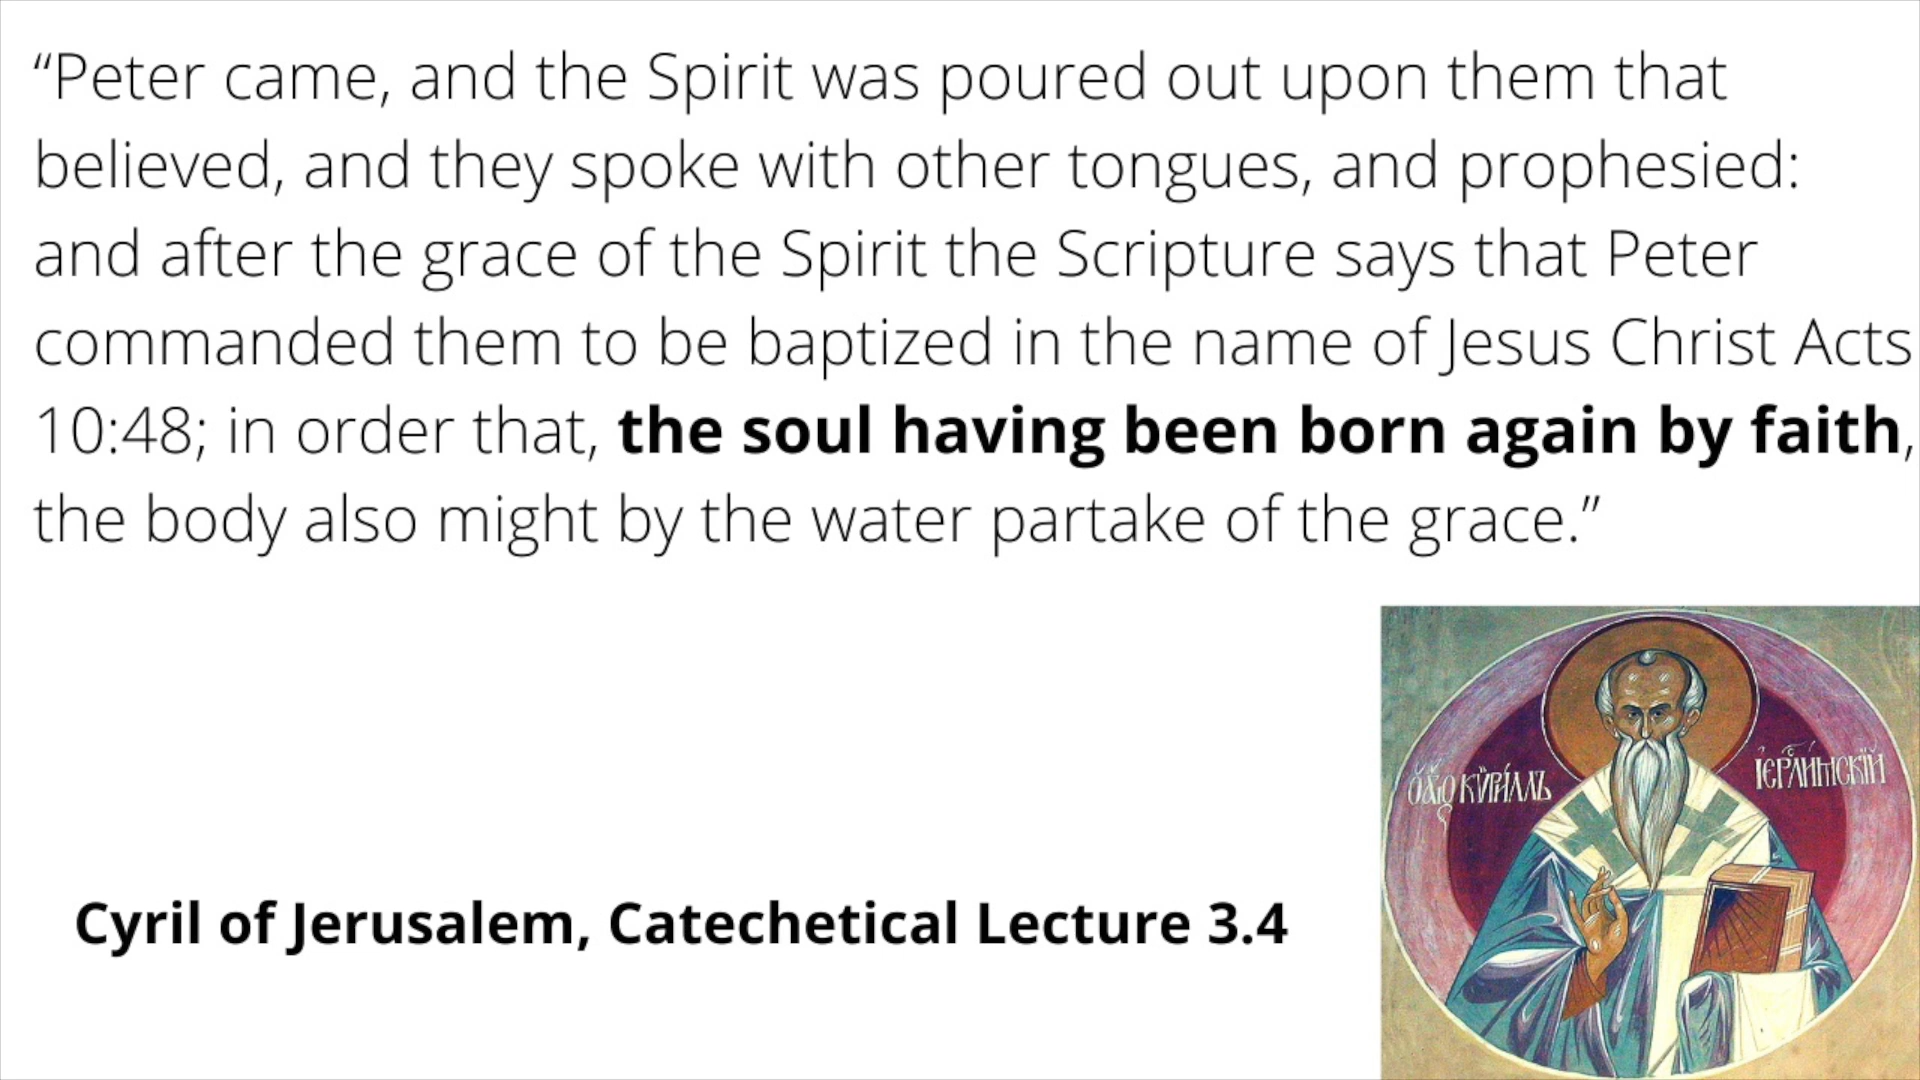 “Peter came, and the Spirit was poured out upon them that
believed, and they spoke with other tongues, and prophesied:
and after the grace of the Spirit the Scripture says that Peter
commanded them to be baptized in the name of Jesus Christ Acts
10:48; in order that, the soul having been born again by faith,
the body also might by the water partake of the grace.”
Cyril of Jerusalem, Catechetical Lecture 3.4